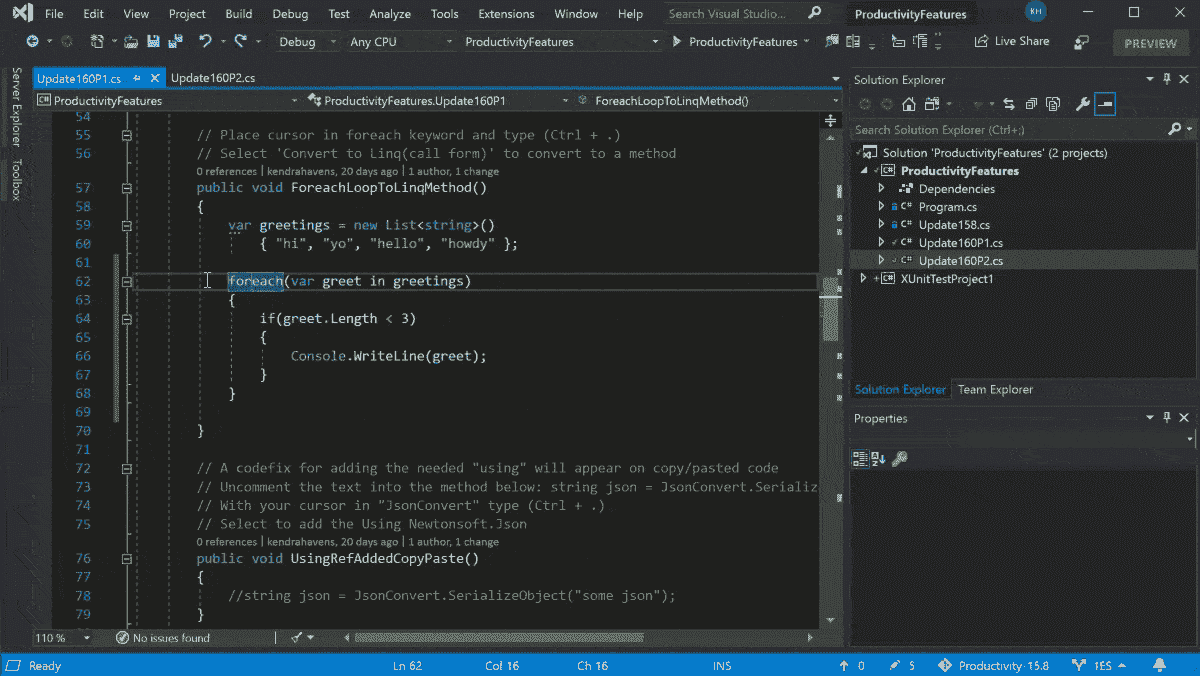 File Edit View Project Build Debug Test Analyze Tools Extensions Window Help Search Visual Studio... ProductivityFeatures KH
Debug Any CPU ProductivityFeatures ProductivityFeatures Live Share PREVIEW
Server Explorer
Toolbox
Update160P1.cs Update160P2.cs
ProductivityFeatures ProductivityFeatures.Update160P1 ForeachLoopToLinqMethod()
54
55 // Place cursor in foreach keyword and type (Ctrl + .)
56 // Select 'Convert to Linq(call form)' to convert to a method
0 references | kendrahavens, 20 days ago | 1 author, 1 change
57 public void ForeachLoopToLinqMethod()
58 {
59 var greetings = new List<string>()
60 { "hi", "yo", "hello", "howdy" };
61
62 foreach(var greet in greetings)
63 {
64 if(greet.Length < 3)
65 {
66 Console.WriteLine(greet);
67 }
68 }
69
70 }
71
72 // A codefix for adding the needed "using" will appear on copy/pasted code
73 // Uncomment the text into the method below: string json = JsonConvert.Serializ
74 // With your cursor in "JsonConvert" type (Ctrl + .)
75 // Select to add the Using Newtonsoft.Json
0 references | kendrahavens, 20 days ago | 1 author, 1 change
76 public void UsingRefAddedCopyPaste()
77 {
78 //string json = JsonConvert.SerializeObject("some json");
79 }
110 % No issues found
Solution Explorer
Search Solution Explorer (Ctrl+;)
Solution 'ProductivityFeatures' (2 projects)
C# ProductivityFeatures
Dependencies
C# Program.cs
C# Update158.cs
C# Update160P1.cs
C# Update160P2.cs
C# XUnitTestProject1
Solution Explorer Team Explorer
Properties
Ready Ln 62 Col 16 Ch 16 INS 0 5 Productivity-15.8 1ES